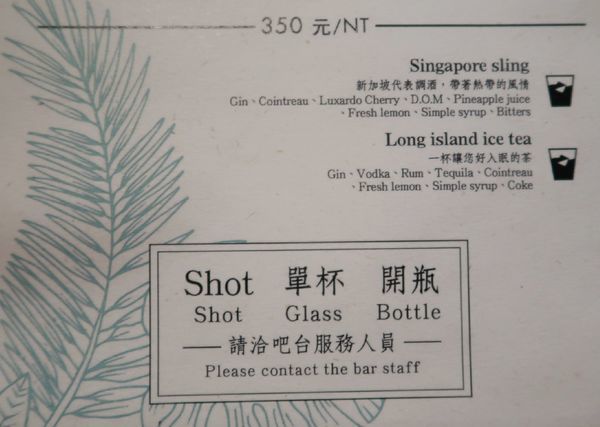 350 元/NT
Singapore sling
新加坡代表調酒，帶著熱帶的風情
Gin、Cointreau、Luxardo Cherry、D.O.M、Pineapple juice
、Fresh lemon、Simple syrup、Bitters
Long island ice tea
一杯讓您好入眠的茶
Gin、Vodka、Rum、Tequila、Cointreau
、Fresh lemon、Simple syrup、Coke
Shot 單杯 開瓶
Shot Glass Bottle
請洽吧台服務人員
Please contact the bar staff